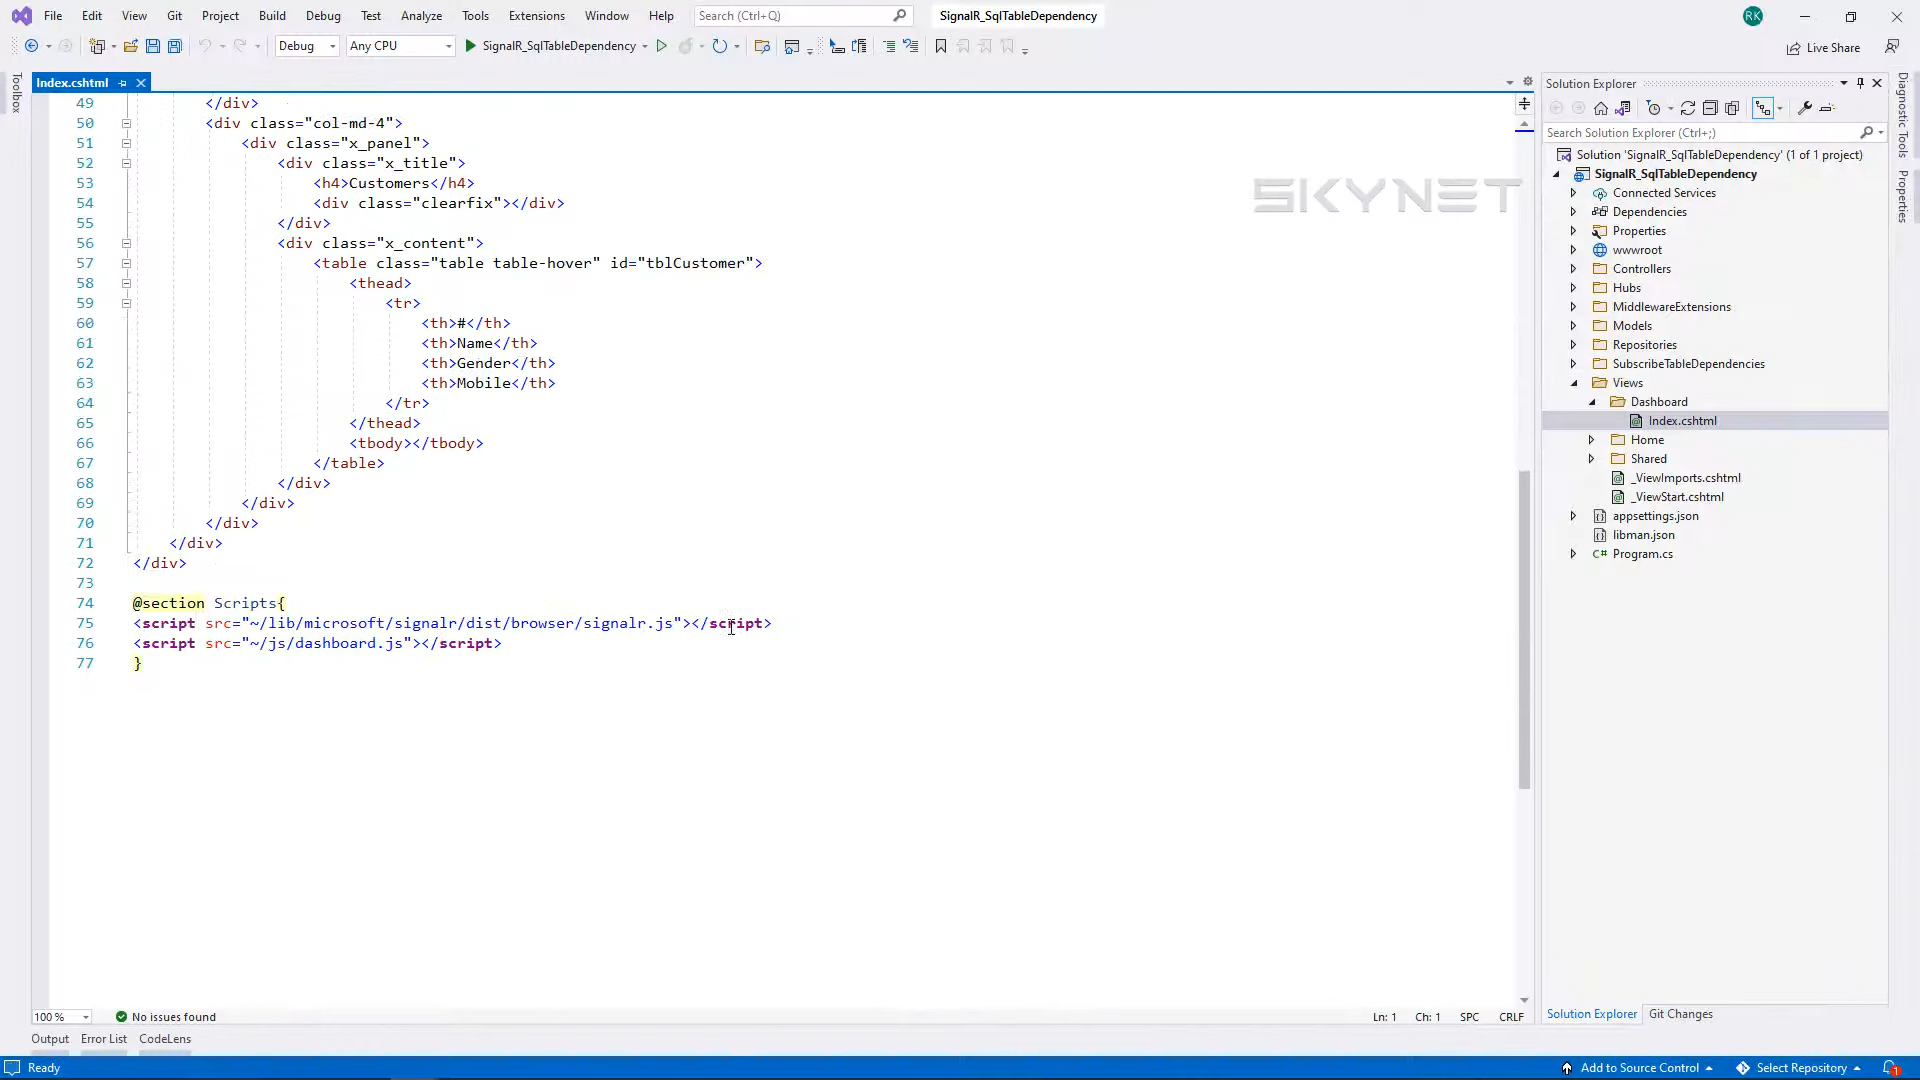 File Edit View Git Project Build Debug Test Analyze Tools Extensions Window Help Search (Ctrl+Q) SignalR_SqlTableDependency RK
Debug Any CPU SignalR_SqlTableDependency Live Share
Toolbox
Index.cshtml
49 </div>
50 <div class="col-md-4">
51 <div class="x_panel">
52 <div class="x_title">
53 <h4>Customers</h4>
54 <div class="clearfix"></div>
55 </div>
56 <div class="x_content">
57 <table class="table table-hover" id="tblCustomer">
58 <thead>
59 <tr>
60 <th>#</th>
61 <th>Name</th>
62 <th>Gender</th>
63 <th>Mobile</th>
64 </tr>
65 </thead>
66 <tbody></tbody>
67 </table>
68 </div>
69 </div>
70 </div>
71 </div>
72 </div>
73
74 @section Scripts{
75 <script src="~/lib/microsoft/signalr/dist/browser/signalr.js"></script>
76 <script src="~/js/dashboard.js"></script>
77 }
SKYNET
100 % No issues found Ln: 1 Ch: 1 SPC CRLF
Output Error List CodeLens
Solution Explorer
Search Solution Explorer (Ctrl+;)
Solution 'SignalR_SqlTableDependency' (1 of 1 project)
SignalR_SqlTableDependency
Connected Services
Dependencies
Properties
wwwroot
Controllers
Hubs
MiddlewareExtensions
Models
Repositories
SubscribeTableDependencies
Views
Dashboard
Index.cshtml
Home
Shared
_ViewImports.cshtml
_ViewStart.cshtml
appsettings.json
libman.json
C# Program.cs
Solution Explorer Git Changes
Diagnostic Tools
Properties
Ready Add to Source Control Select Repository 1